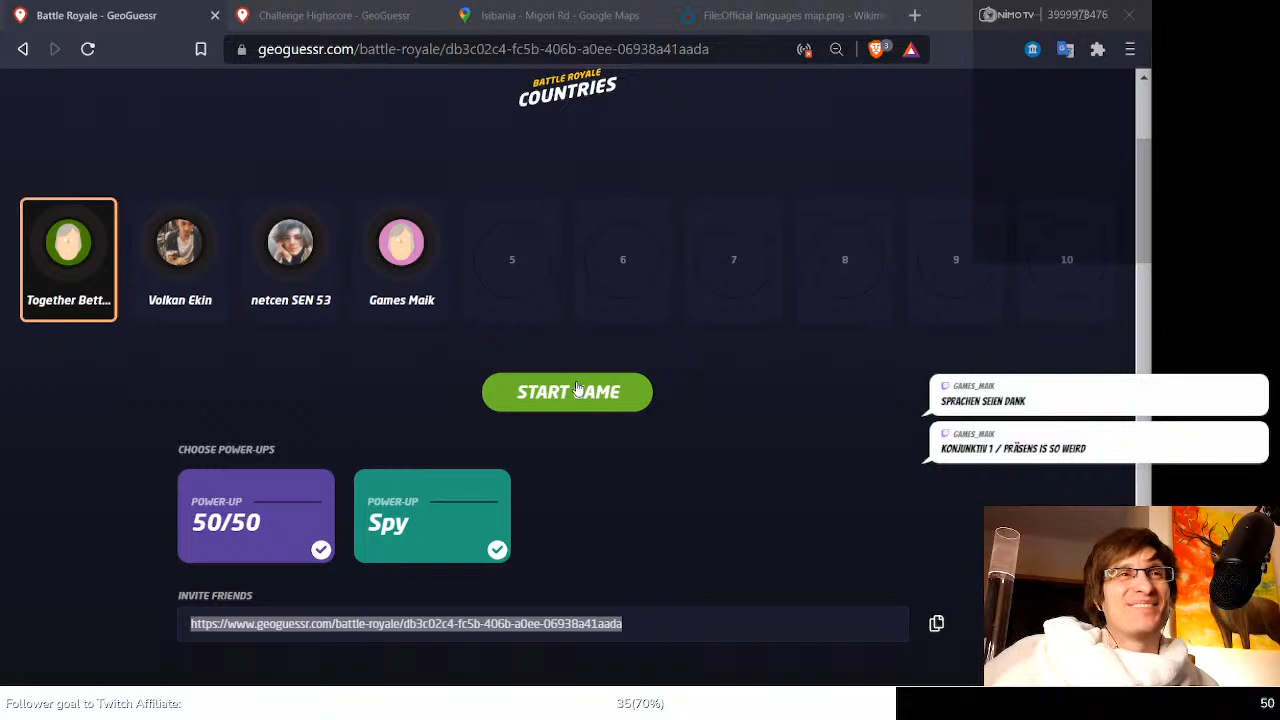 Battle Royale - GeoGuessr
Challenge Highscore - GeoGuessr
Isibania - Migori Rd - Google Maps
File:Official languages map.png - Wikim
NIMO TV
3999978476
geoguessr.com/battle-royale/db3c02c4-fc5b-406b-a0ee-06938a41aada
3
BATTLE ROYALE
COUNTRIES
5
6
7
8
9
10
Together Bett...
Volkan Ekin
netcen SEN 53
Games Maik
START GAME
GAMES_MAIK
SPRACHEN SEIEN DANK
GAMES_MAIK
KONJUNKTIV 1 / PRÄSENS IS SO WEIRD
CHOOSE POWER-UPS
POWER-UP
50/50
POWER-UP
Spy
INVITE FRIENDS
https://www.geoguessr.com/battle-royale/db3c02c4-fc5b-406b-a0ee-06938a41aada
Follower goal to Twitch Affiliate:
35(70%)
50